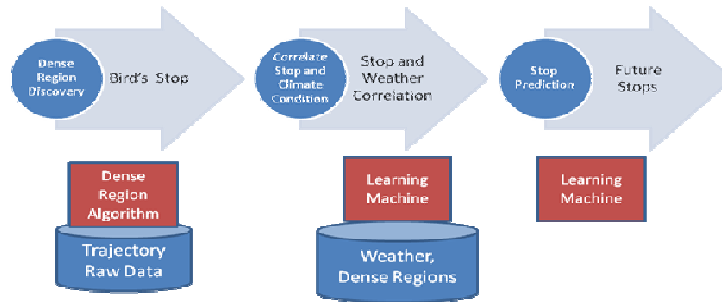 Dense
Region
Discovery
Bird's Stop
Correlate
Stop and
Climate
Condition
Stop and
Weather
Correlation
Stop
Prediction
Future
Stops
Dense
Region
Algorithm
Trajectory
Raw Data
Learning
Machine
Weather,
Dense Regions
Learning
Machine